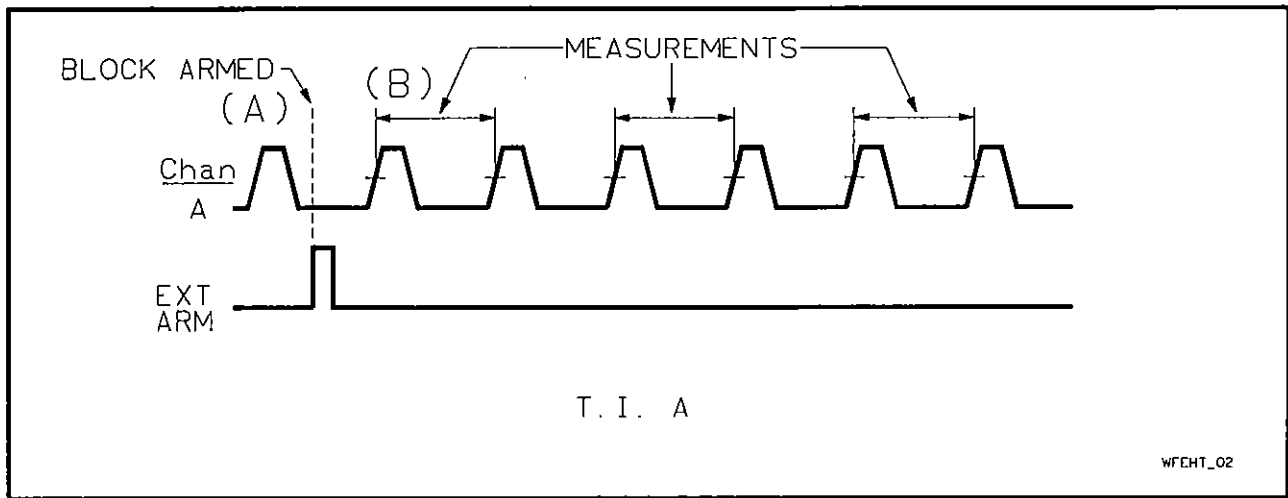 MEASUREMENTS
BLOCK ARMED
(A)
(B)
Chan
A
EXT
ARM
T. I. A
WFEHT_02